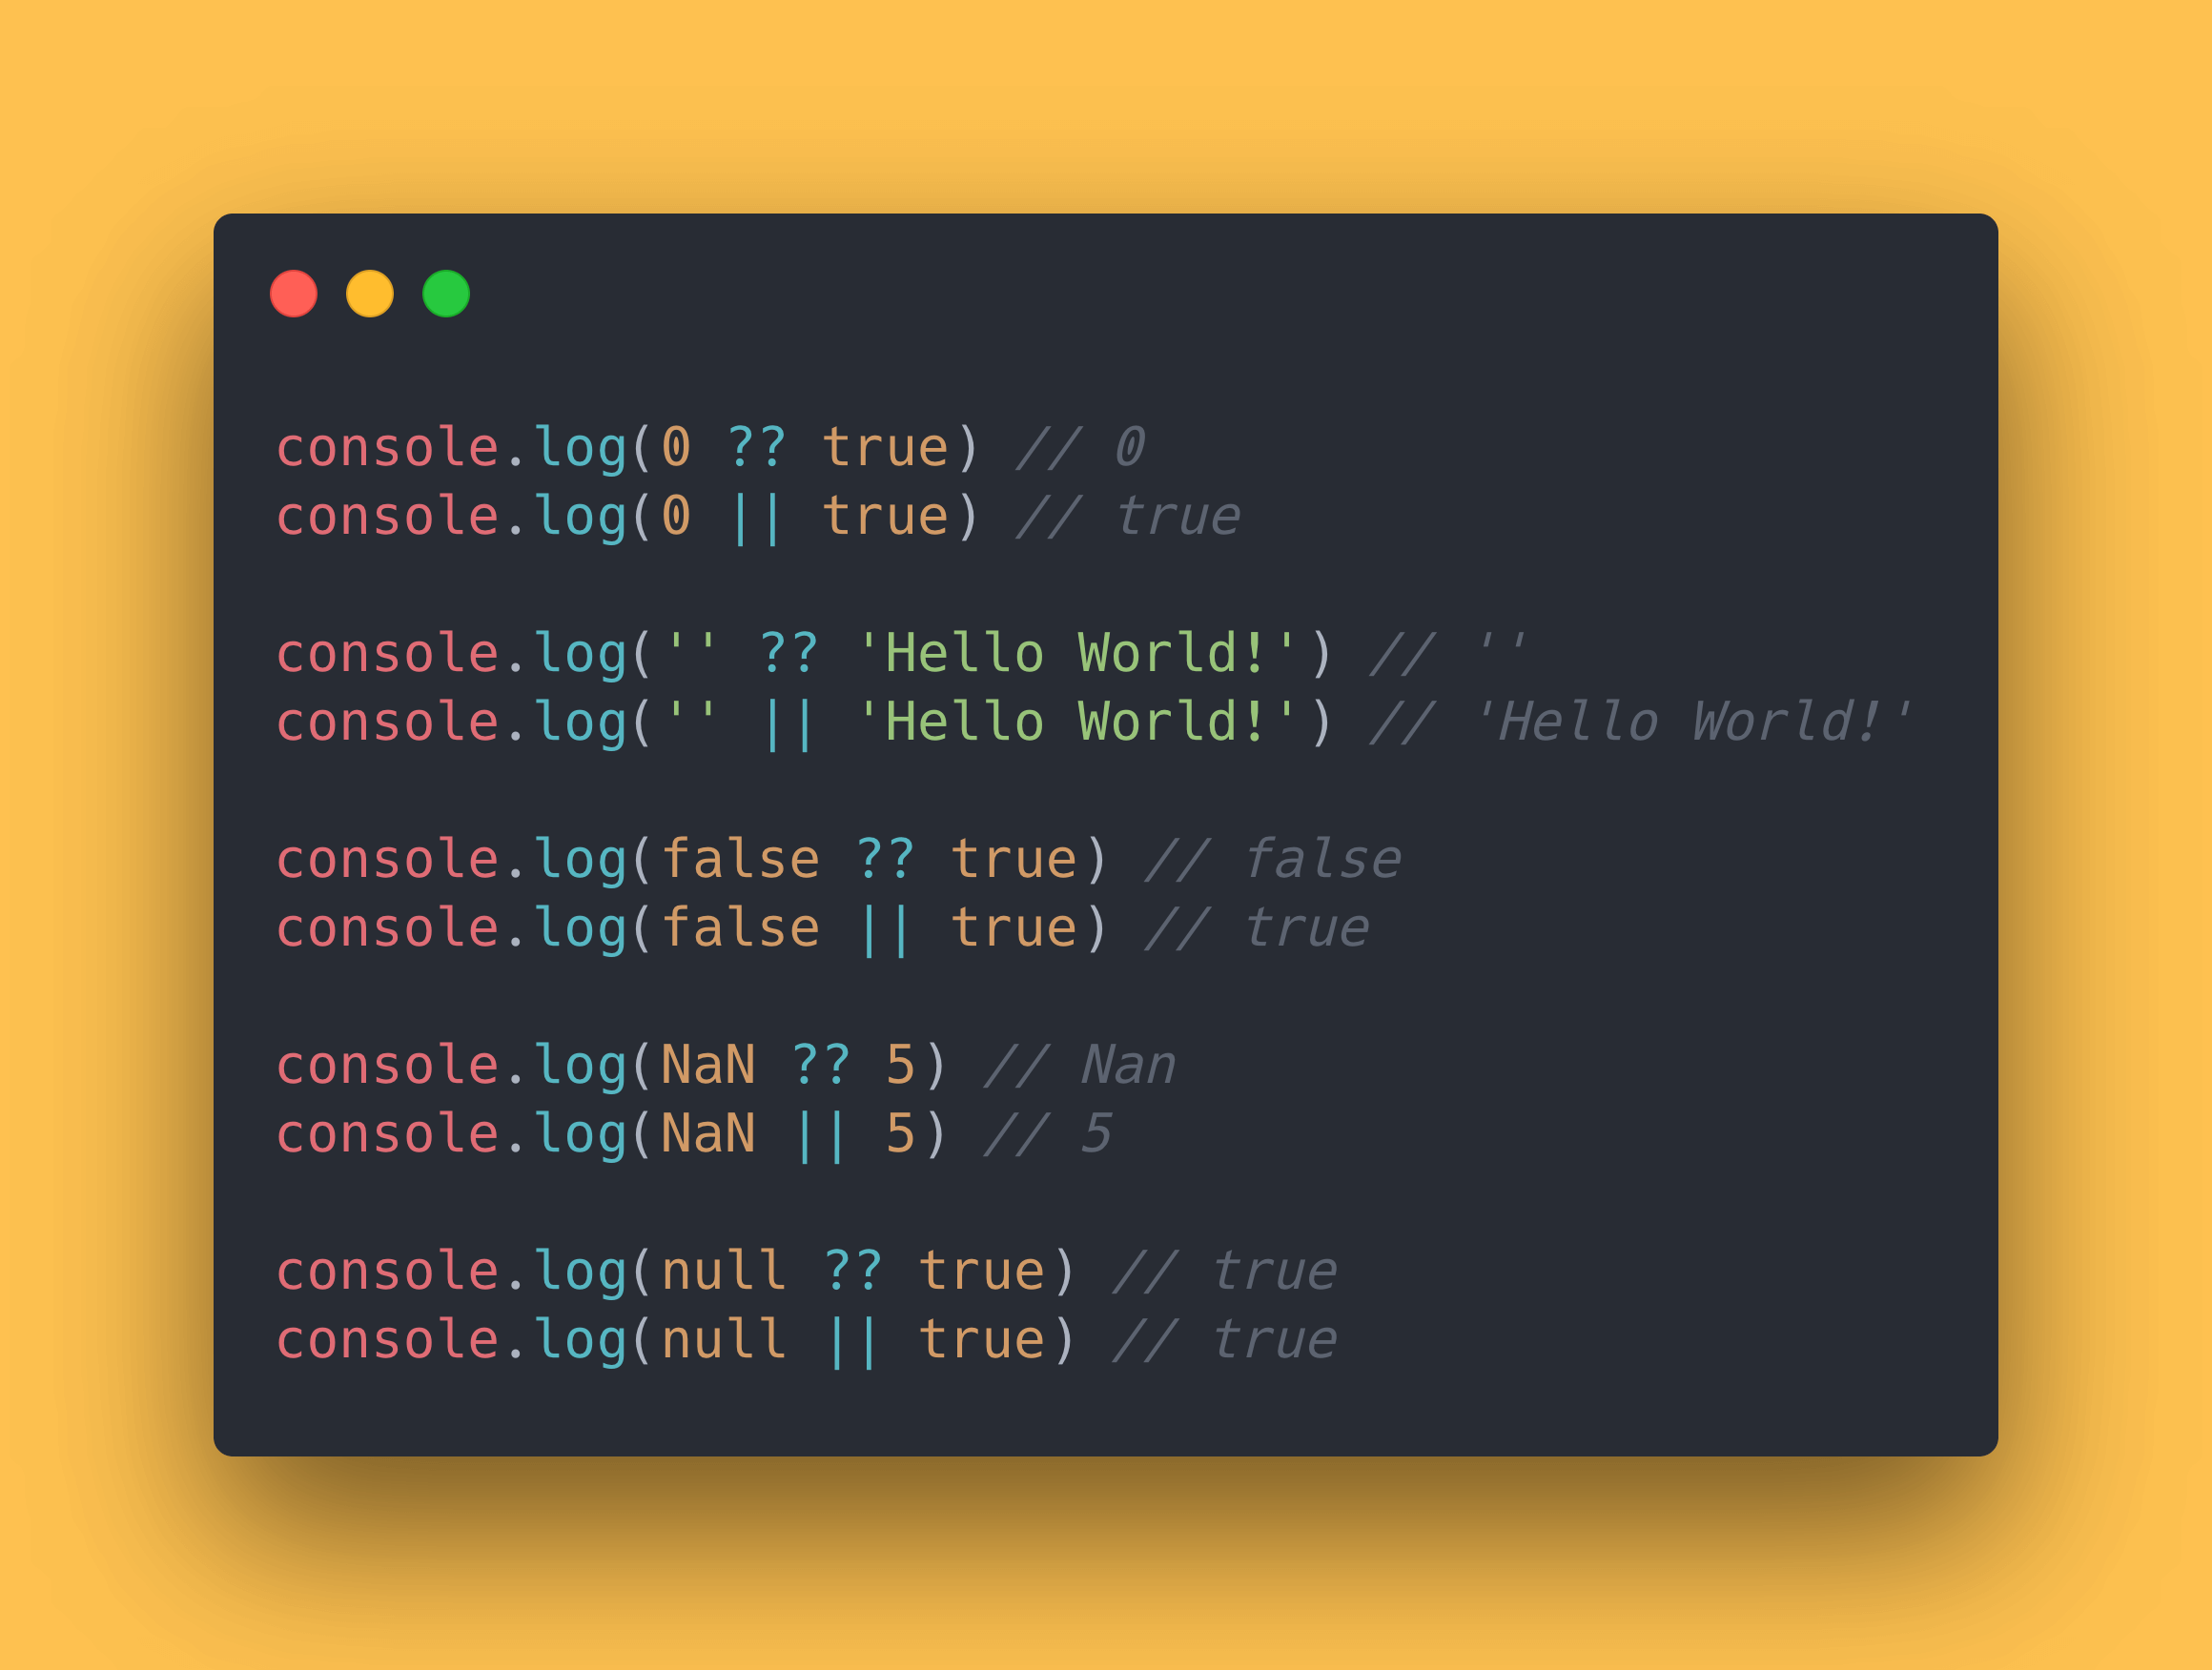 console.log(0 ?? true) // 0
console.log(0 || true) // true
console.log('' ?? 'Hello World!') // ''
console.log('' || 'Hello World!') // 'Hello World!'
console.log(false ?? true) // false
console.log(false || true) // true
console.log(NaN ?? 5) // Nan
console.log(NaN || 5) // 5
console.log(null ?? true) // true
console.log(null || true) // true